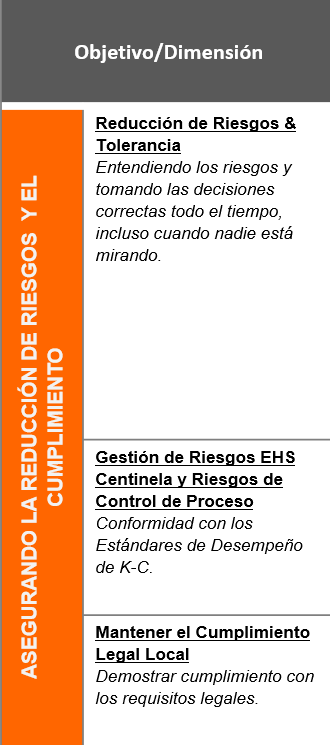 Objetivo/Dimensión
ASEGURANDO LA REDUCCIÓN DE RIESGOS Y EL
CUMPLIMIENTO
Reducción de Riesgos &
Tolerancia
Entendiendo los riesgos y
tomando las decisiones
correctas todo el tiempo,
incluso cuando nadie está
mirando.
Gestión de Riesgos EHS
Centinela y Riesgos de
Control de Proceso
Conformidad con los
Estándares de Desempeño
de K-C.
Mantener el Cumplimiento
Legal Local
Demostrar cumplimiento con
los requisitos legales.